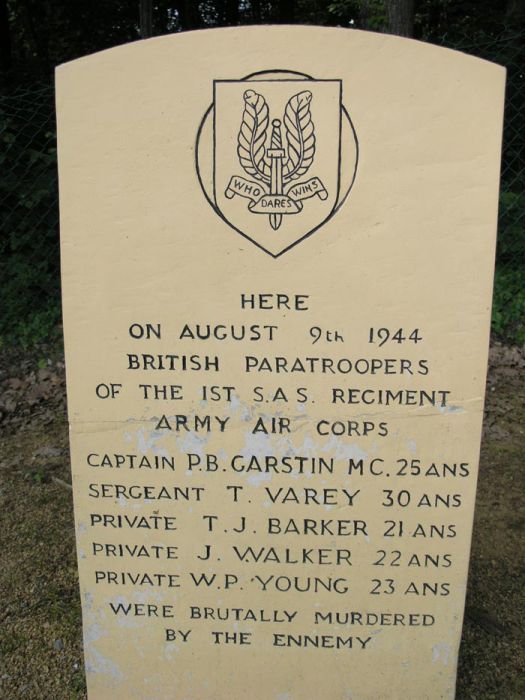 WHO DARES WINS
HERE
ON AUGUST 9th 1944
BRITISH PARATROOPERS
OF THE 1ST S.A.S. REGIMENT
ARMY AIR CORPS
CAPTAIN P.B. GARSTIN M.C. 25 ANS
SERGEANT T. VAREY 30 ANS
PRIVATE T.J. BARKER 21 ANS
PRIVATE J. WALKER 22 ANS
PRIVATE W.P. YOUNG 23 ANS
WERE BRUTALLY MURDERED
BY THE ENNEMY